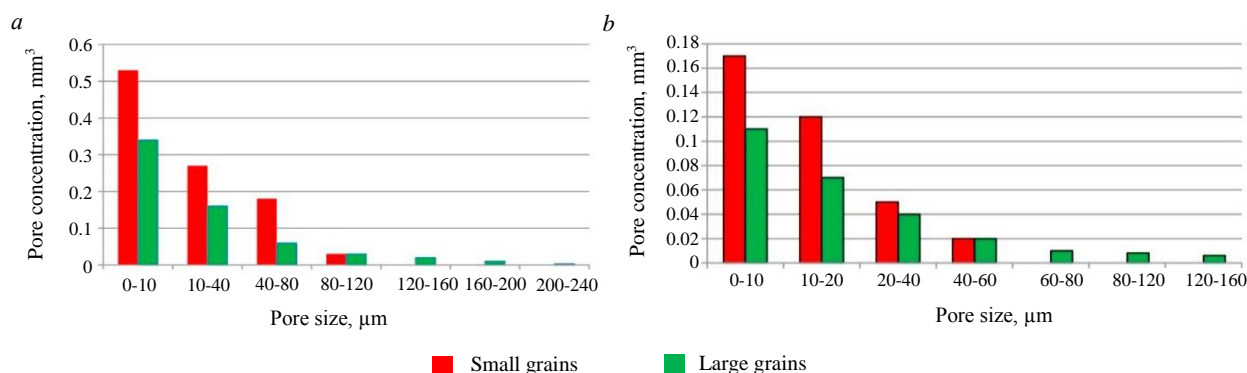 a
Pore concentration, mm³
0.6
0.5
0.4
0.3
0.2
0.1
0
0-10 10-40 40-80 80-120 120-160 160-200 200-240
Pore size, µm
b
Pore concentration, mm³
0.18
0.16
0.14
0.12
0.1
0.08
0.06
0.04
0.02
0
0-10 10-20 20-40 40-60 60-80 80-120 120-160
Pore size, µm
Small grains Large grains